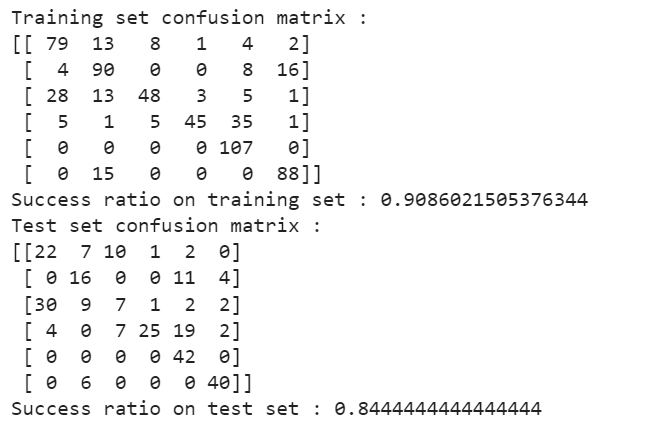 Training set confusion matrix :
[[ 79  13   8   1   4   2]
 [  4  90   0   0   8  16]
 [ 28  13  48   3   5   1]
 [  5   1   5  45  35   1]
 [  0   0   0   0 107   0]
 [  0  15   0   0   0  88]]
Success ratio on training set : 0.9086021505376344
Test set confusion matrix :
[[22  7 10  1  2  0]
 [ 0 16  0  0 11  4]
 [30  9  7  1  2  2]
 [ 4  0  7 25 19  2]
 [ 0  0  0  0 42  0]
 [ 0  6  0  0  0 40]]
Success ratio on test set : 0.8444444444444444